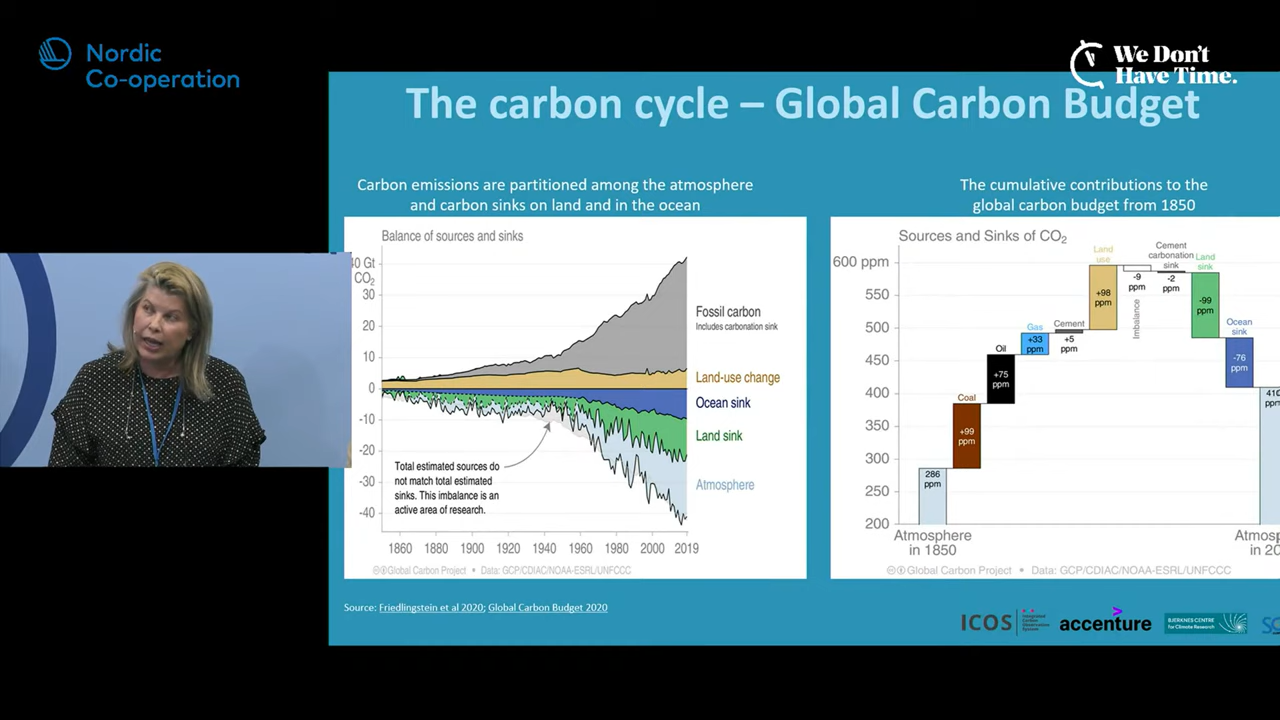 Nordic
Co-operation
We Don't
Have Time.
The carbon cycle – Global Carbon Budget
Carbon emissions are partitioned among the atmosphere
and carbon sinks on land and in the ocean
Balance of sources and sinks
40 Gt
CO2
30
20
10
0
-10
-20
-30
-40
Fossil carbon
Includes carbonation sink
Land-use change
Ocean sink
Land sink
Atmosphere
Total estimated sources do
not match total estimated
sinks. This imbalance is an
active area of research.
1860 1880 1900 1920 1940 1960 1980 2000 2019
Global Carbon Project • Data: GCP/CDIAC/NOAA-ESRL/UNFCCC
The cumulative contributions to the
global carbon budget from 1850
Sources and Sinks of CO2
600 ppm
550
500
450
400
350
300
250
200
286
ppm
Coal
+99
ppm
Oil
+75
ppm
Gas
+33
ppm
Cement
+5
ppm
Land
use
+98
ppm
-9
ppm
Imbalance
Cement
carbonation
sink
-2
ppm
Land
sink
-99
ppm
Ocean
sink
-76
ppm
410
ppm
Atmosphere
in 1850
Atmosp
in 20
Global Carbon Project • Data: GCP/CDIAC/NOAA-ESRL/UNFCCC
Source: Friedlingstein et al 2020; Global Carbon Budget 2020
ICOS
Integrated
Carbon
Observation
System
accenture
BJERKNES CENTRE
for Climate Research